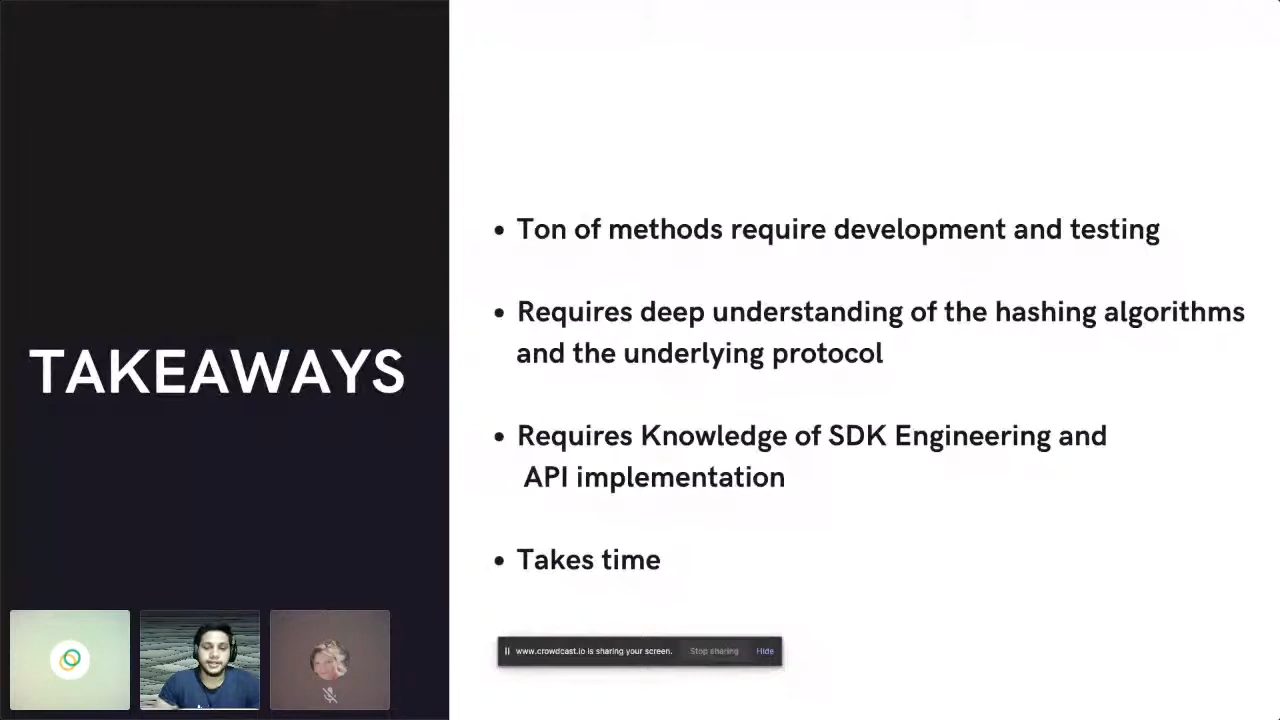 TAKEAWAYS
• Ton of methods require development and testing
• Requires deep understanding of the hashing algorithms
and the underlying protocol
• Requires Knowledge of SDK Engineering and
API implementation
• Takes time
www.crowdcast.io is sharing your screen. Stop sharing Hide